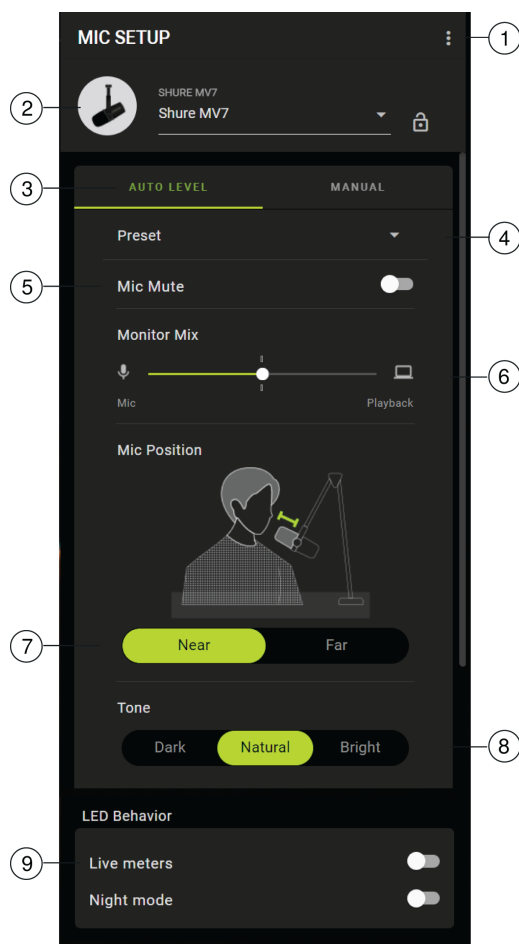 MIC SETUP
1
2
SHURE MV7
Shure MV7
3
AUTO LEVEL MANUAL
Preset
4
5
Mic Mute
Monitor Mix
6
Mic Playback
Mic Position
7
Near Far
Tone
Dark Natural Bright
8
LED Behavior
9
Live meters
Night mode